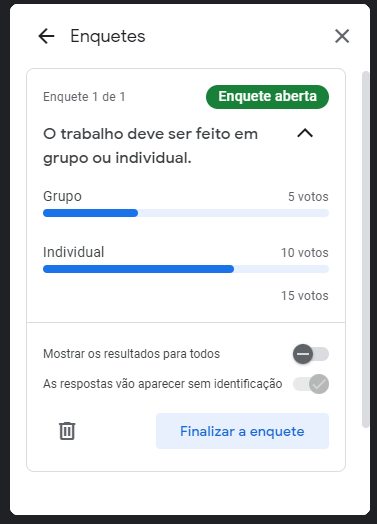 Enquetes
Enquete 1 de 1
Enquete aberta
O trabalho deve ser feito em
grupo ou individual.
Grupo 5 votos
Individual 10 votos
15 votos
Mostrar os resultados para todos
As respostas vão aparecer sem identificação
Finalizar a enquete